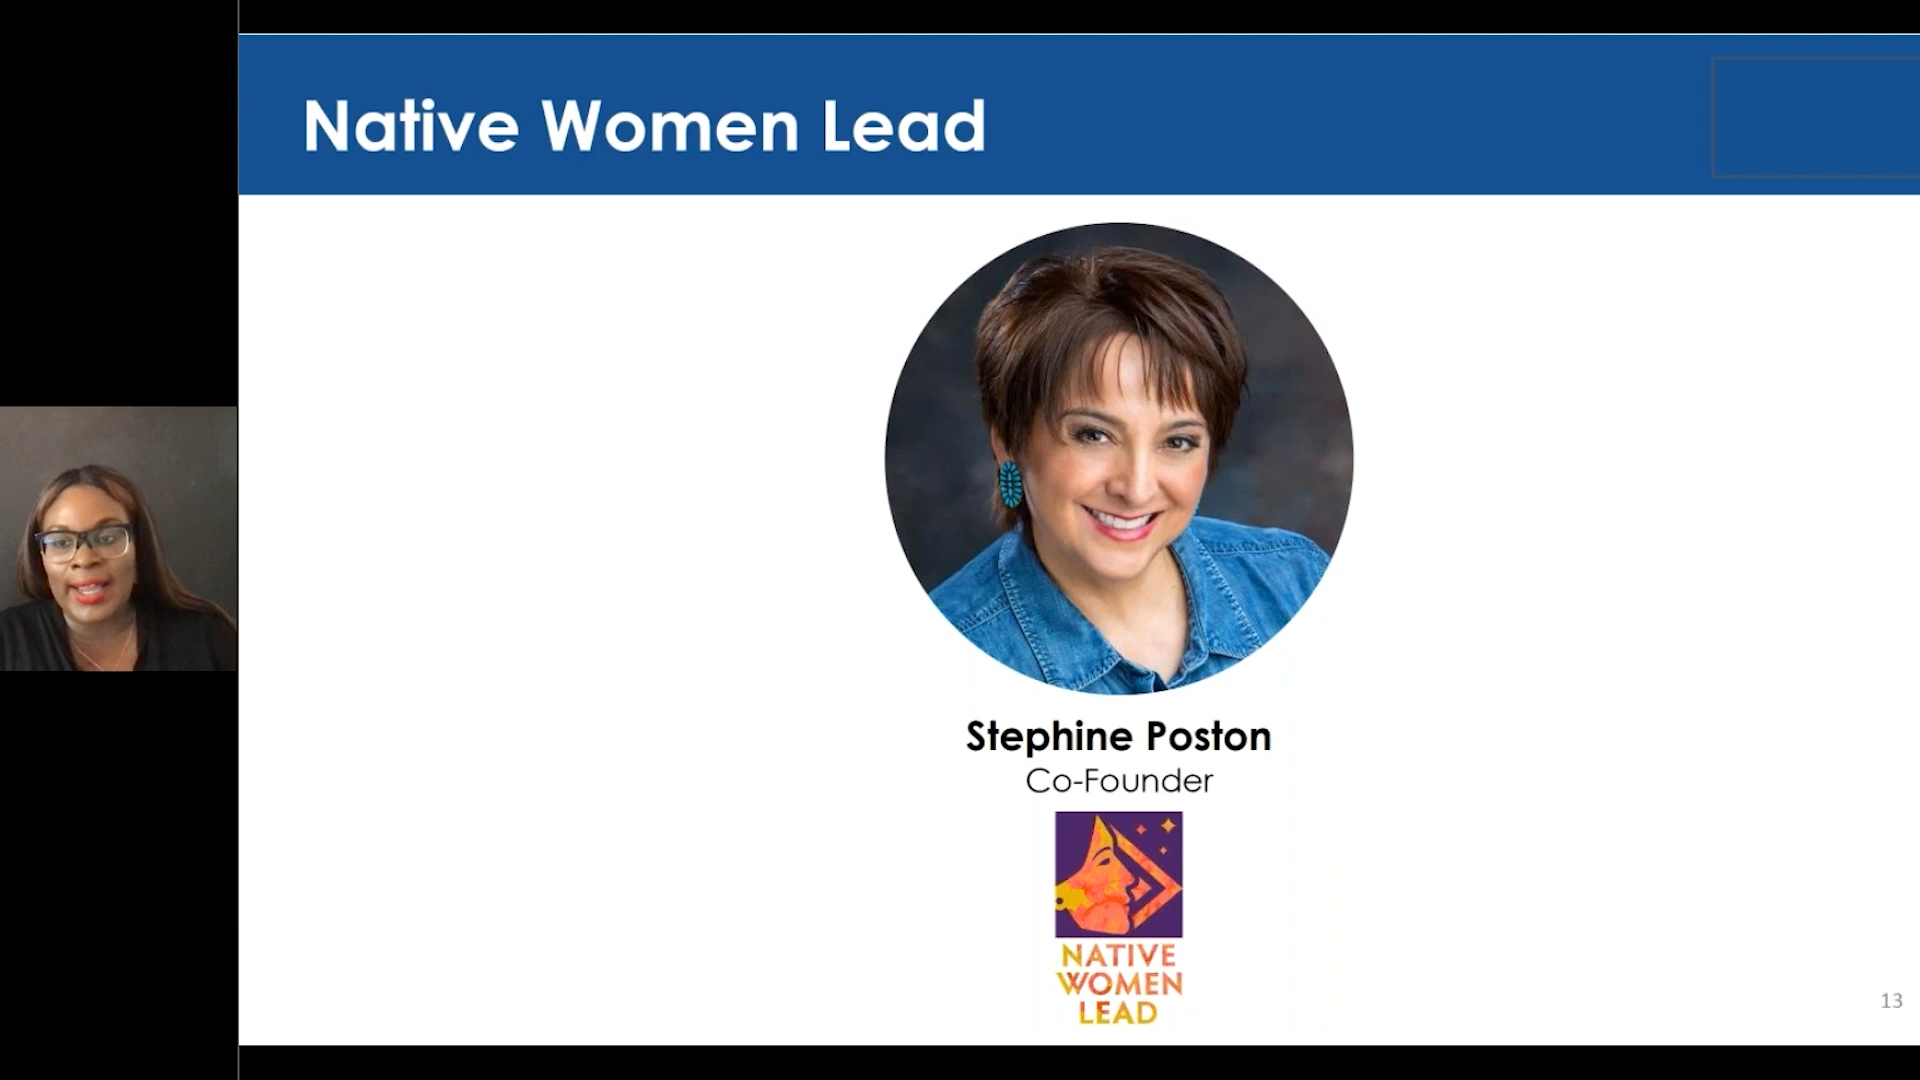 Native Women Lead
Stephine Poston
Co-Founder
NATIVE
WOMEN
LEAD
13